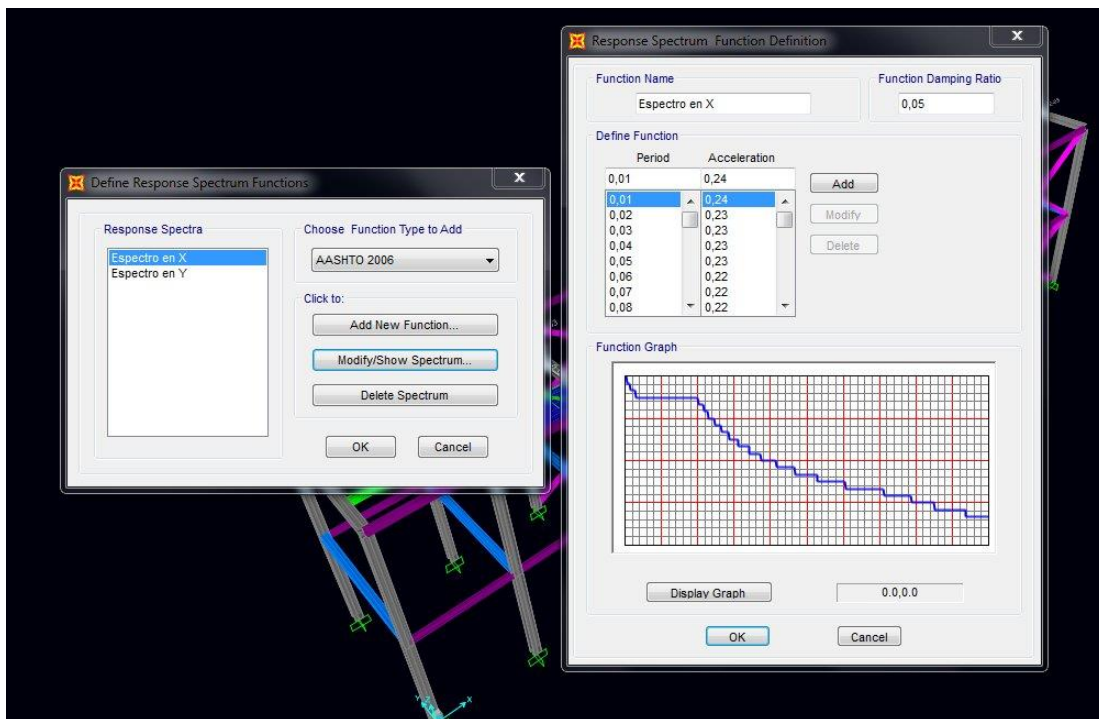 Define Response Spectrum Functions
x
Response Spectra
Espectro en X
Espectro en Y
Choose Function Type to Add
AASHTO 2006
Click to:
Add New Function...
Modify/Show Spectrum...
Delete Spectrum
OK Cancel
Response Spectrum Function Definition
x
Function Name
Espectro en X
Function Damping Ratio
0,05
Define Function
Period Acceleration
0,01 0,24
0,01 0,24
0,02 0,23
0,03 0,23
0,04 0,23
0,05 0,23
0,06 0,22
0,07 0,22
0,08 0,22
Add
Modify
Delete
Function Graph
Display Graph
0.0,0.0
OK Cancel
X